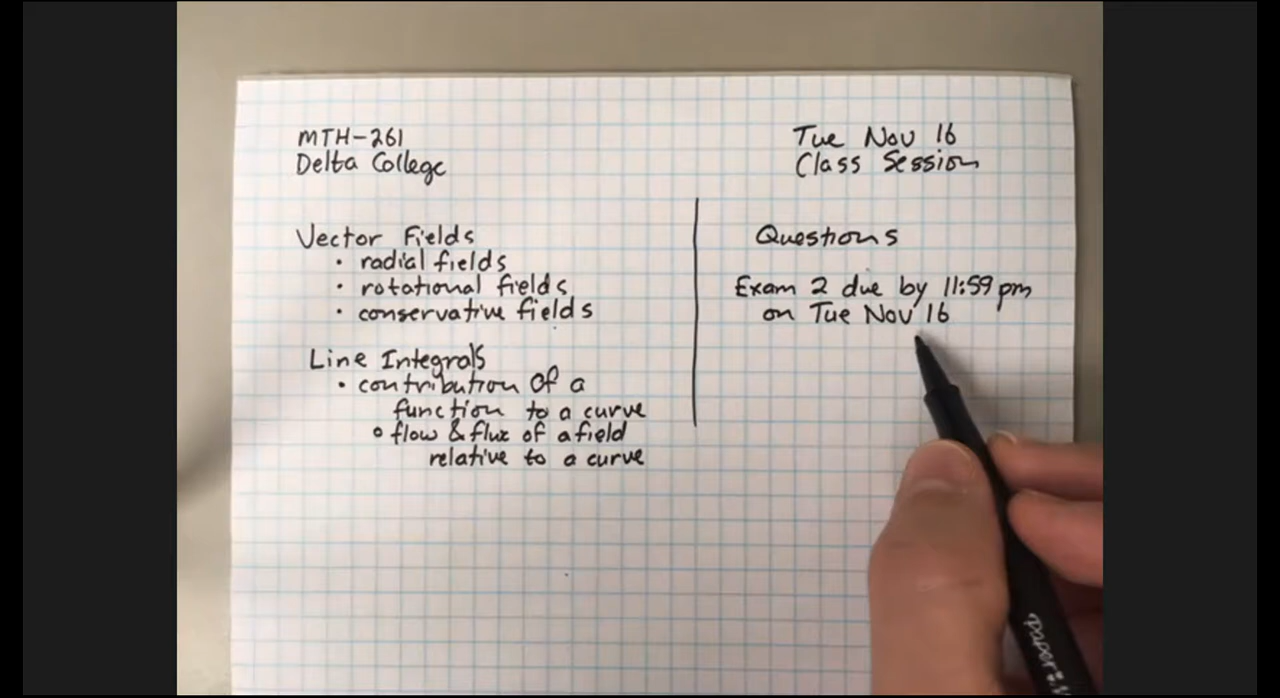 MTH-261
Delta College
Tue Nov 16
Class Session
Vector Fields
• radial fields
• rotational fields
• conservative fields
Line Integrals
• contribution of a
function to a curve
• flow & flux of a field
relative to a curve
Questions
Exam 2 due by 11:59 pm
on Tue Nov 16